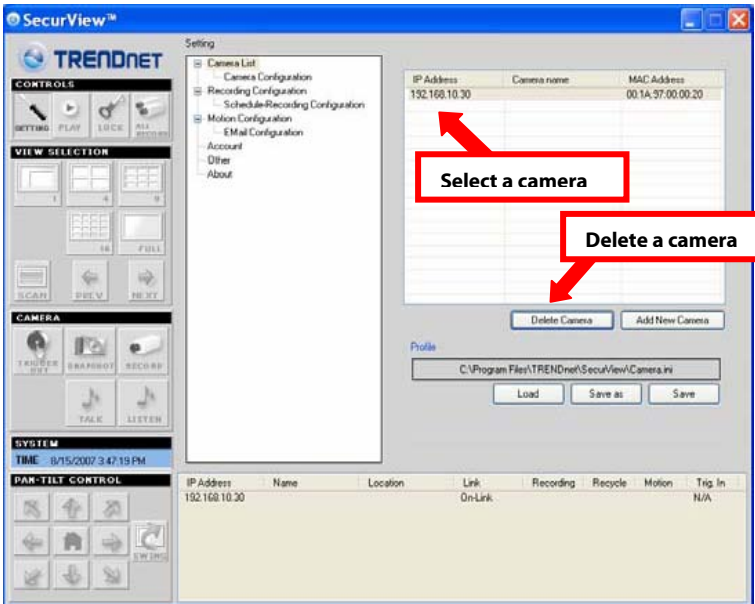 SecurView™
TRENDNET
CONTROLS
SETTING PLAY LOCK ALL RECORD
VIEW SELECTION
1 4 9
16 FULL
SCAN PREV NEXT
CAMERA
TRIGGER OUT SNAPSHOT RECORD
TALK LISTEN
SYSTEM
TIME 8/15/2007 3:47:19 PM
PAN-TILT CONTROL
SWING
Setting
Camera List
Camera Configuration
Recording Configuration
Schedule-Recording Configuration
Motion Configuration
EMail Configuration
Account
Other
About
IP Address Camera name MAC Address
192.168.10.30 00:1A:97:00:00:20
Select a camera
Delete a camera
Delete Camera Add New Camera
Profile
C:\Program Files\TRENDnet\SecurView\Camera.ini
Load Save as Save
IP Address Name Location Link Recording Recycle Motion Trig. In
192.168.10.30 On-Link N/A